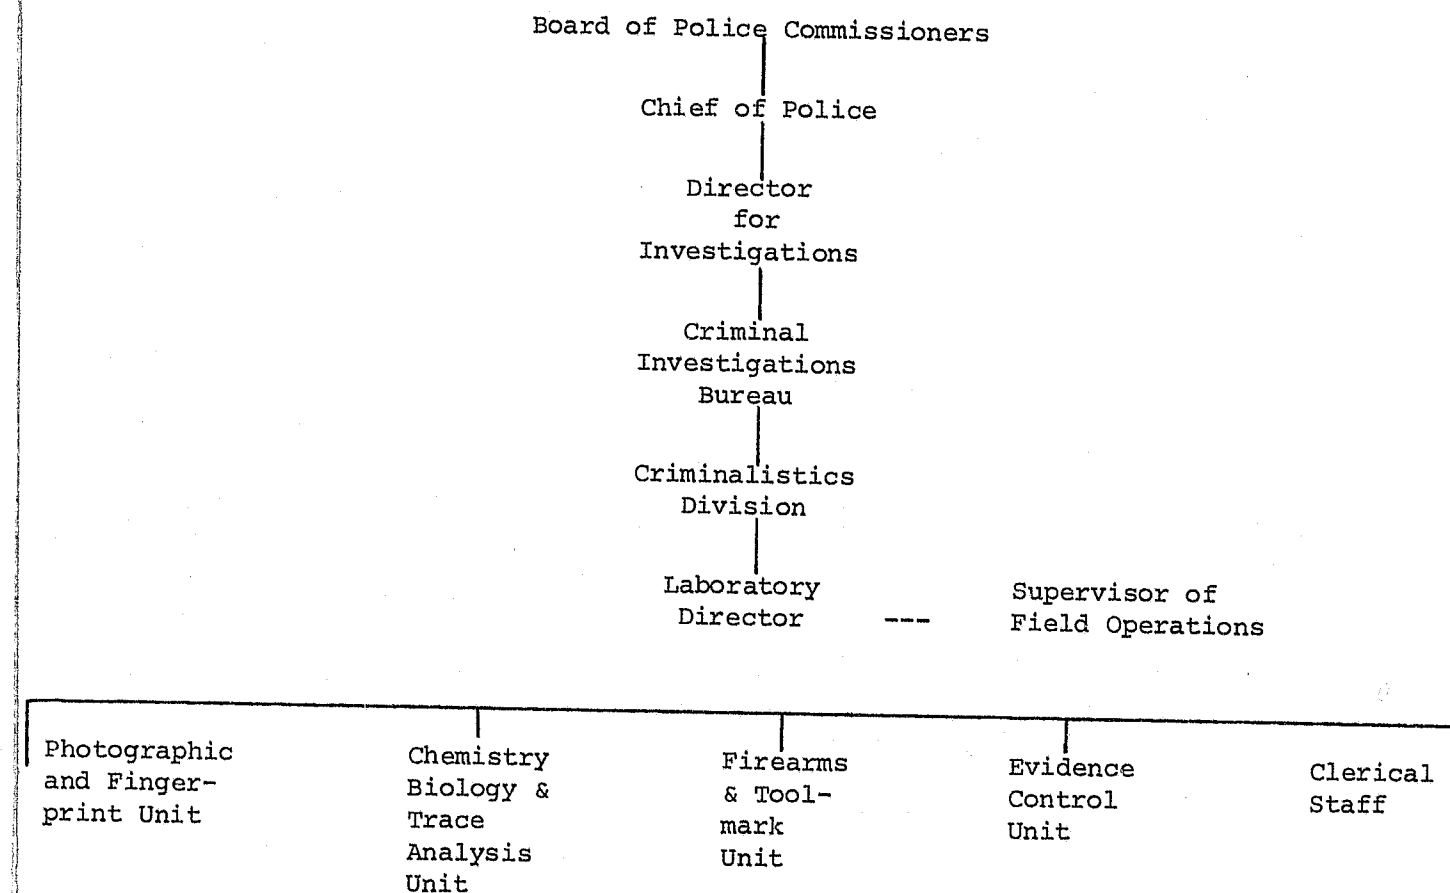 Board of Police Commissioners
Chief of Police
Director
for
Investigations
Criminal
Investigations
Bureau
Criminalistics
Division
Laboratory
Director
---
Supervisor of
Field Operations
Photographic
and Finger-
print Unit
Chemistry
Biology &
Trace
Analysis
Unit
Firearms
& Tool-
mark
Unit
Evidence
Control
Unit
Clerical
Staff